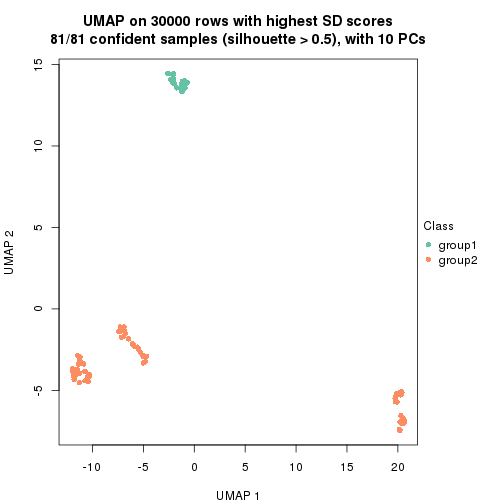 UMAP on 30000 rows with highest SD scores
81/81 confident samples (silhouette > 0.5), with 10 PCs
15
10
5
0
-5
UMAP 2
-10
-5
0
5
10
15
20
UMAP 1
Class
group1
group2